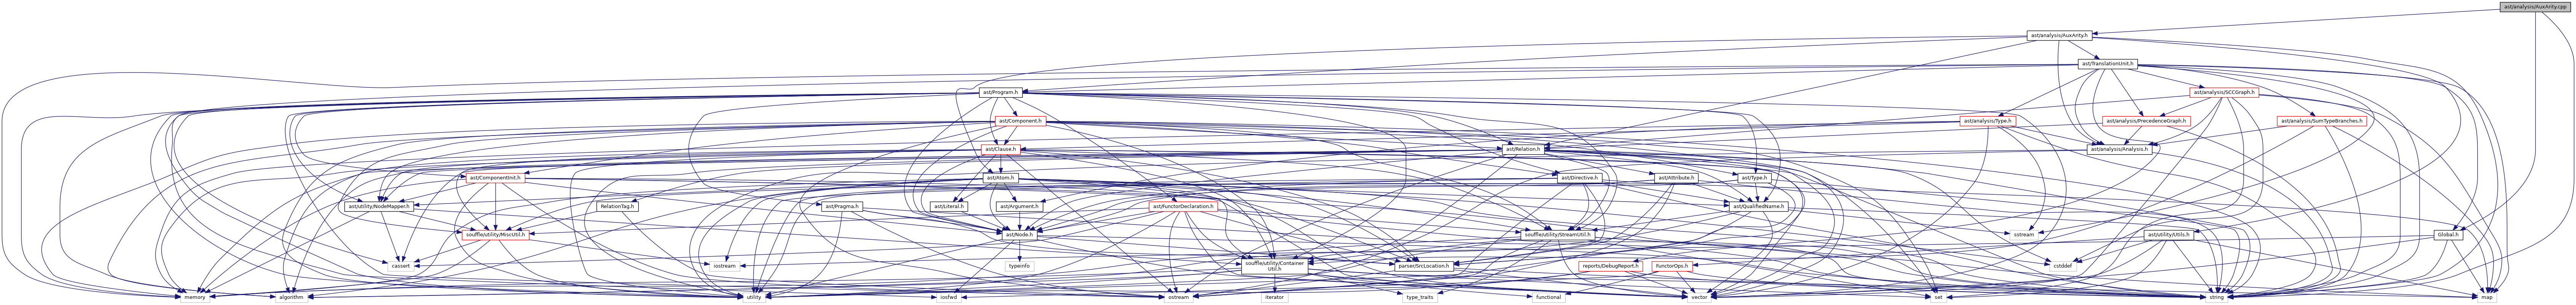 ast/analysis/AuxArity.cpp
ast/analysis/AuxArity.h
ast/TranslationUnit.h
ast/Program.h
ast/analysis/SCCGraph.h
ast/Component.h
ast/analysis/Type.h
ast/analysis/PrecedenceGraph.h
ast/analysis/SumTypeBranches.h
ast/Clause.h
ast/Relation.h
ast/analysis/Analysis.h
ast/ComponentInit.h
ast/Atom.h
ast/Directive.h
ast/Attribute.h
ast/Type.h
ast/utility/NodeMapper.h
RelationTag.h
ast/Pragma.h
ast/Literal.h
ast/Argument.h
ast/FunctorDeclaration.h
ast/QualifiedName.h
souffle/utility/MiscUtil.h
ast/Node.h
souffle/utility/StreamUtil.h
sstream
ast/utility/Utils.h
Global.h
cassert
iostream
typeinfo
souffle/utility/Container
Util.h
parser/SrcLocation.h
reports/DebugReport.h
FunctorOps.h
cstddef
memory
algorithm
utility
iosfwd
ostream
iterator
type_traits
functional
vector
set
string
map